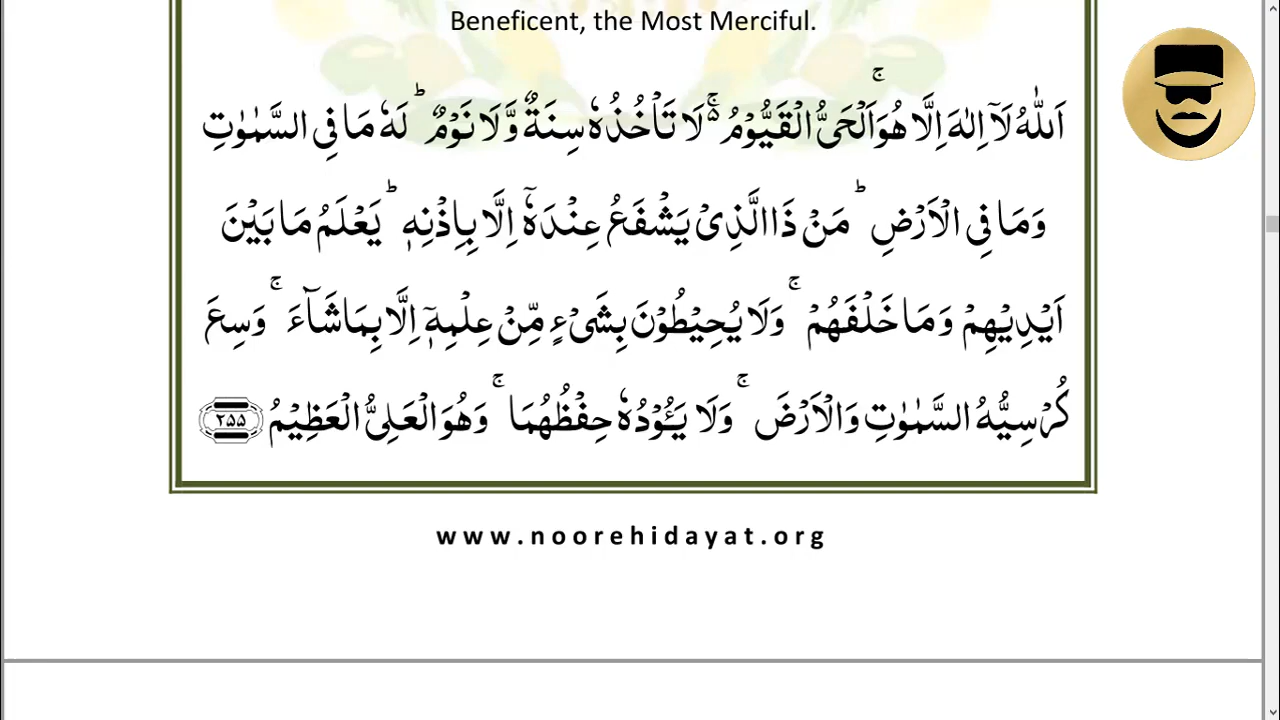 Beneficent, the Most Merciful.
اَللّٰهُ لَاۤ اِلٰهَ اِلَّا هُوَ ۚ اَلْحَیُّ الْقَیُّوْمُ ۚ۬ لَا تَاْخُذُهٗ سِنَةٌ وَّ لَا نَوْمٌ ؕ لَهٗ مَا فِی السَّمٰوٰتِ
وَمَا فِی الْاَرْضِ ؕ مَنْ ذَا الَّذِیْ یَشْفَعُ عِنْدَهٗۤ اِلَّا بِاِذْنِهٖ ؕ یَعْلَمُ مَا بَیْنَ
اَیْدِیْهِمْ وَمَا خَلْفَهُمْ ۚ وَلَا یُحِیْطُوْنَ بِشَیْءٍ مِّنْ عِلْمِهٖۤ اِلَّا بِمَا شَآءَ ۚ وَسِعَ
كُرْسِیُّهُ السَّمٰوٰتِ وَالْاَرْضَ ۚ وَلَا یَـُٔوْدُهٗ حِفْظُهُمَا ۚ وَهُوَ الْعَلِیُّ الْعَظِیْمُ ﴿۲۵۵﴾
www.noorehidayat.org